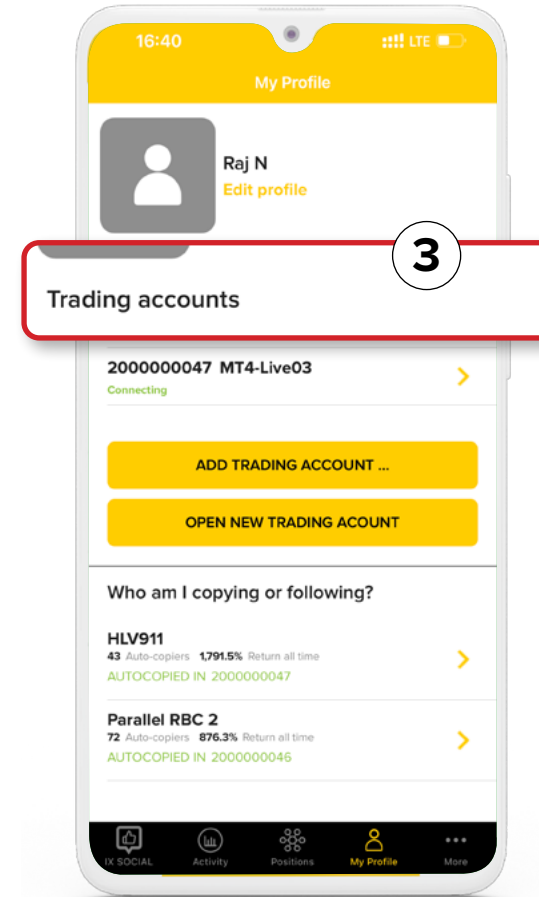 16:40 LTE
My Profile
Raj N
Edit profile
3
Trading accounts
2000000047 MT4-Live03
Connecting
ADD TRADING ACCOUNT ...
OPEN NEW TRADING ACOUNT
Who am I copying or following?
HLV911
43 Auto-copiers 1,791.5% Return all time
AUTOCOPIED IN 2000000047
Parallel RBC 2
72 Auto-copiers 876.3% Return all time
AUTOCOPIED IN 2000000046
IX SOCIAL Activity Positions My Profile More